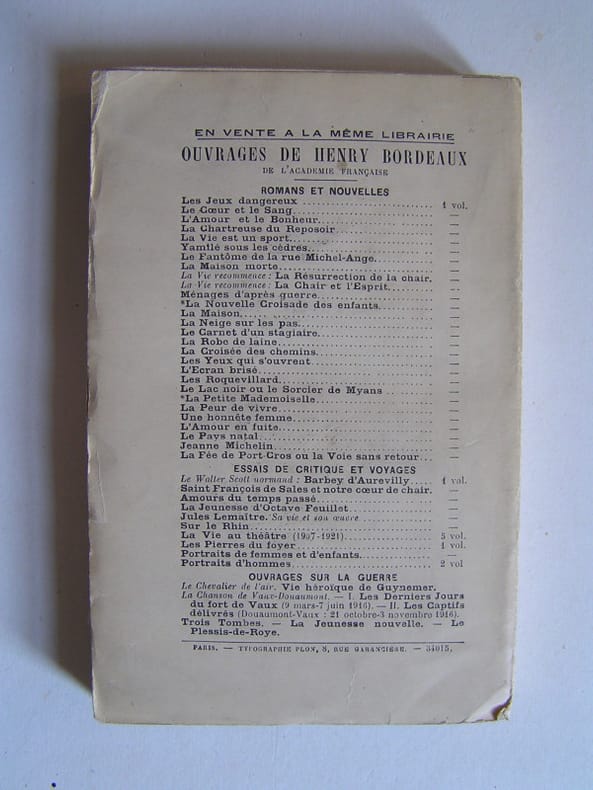 EN VENTE A LA MÊME LIBRAIRIE
OUVRAGES DE HENRY BORDEAUX
DE L'ACADEMIE FRANÇAISE
ROMANS ET NOUVELLES
Les Jeux dangereux .......................... 1 vol.
Le Cœur et le Sang.......................... —
L'Amour et le Bonheur....................... —
La Chartreuse du Reposoir................... —
La Vie est un sport......................... —
Yamilé sous les cèdres...................... —
Le Fantôme de la rue Michel-Ange............ —
La Maison morte............................. —
La Vie recommence : La Résurrection de la chair. —
La Vie recommence : La Chair et l'Esprit........ —
Ménages d'après guerre...................... —
*La Nouvelle Croisade des enfants........... —
La Maison................................... —
La Neige sur les pas........................ —
Le Carnet d'un stagiaire.................... —
La Robe de laine............................ —
La Croisée des chemins...................... —
Les Yeux qui s'ouvrent...................... —
L'Ecran brisé............................... —
Les Roquevillard............................ —
Le Lac noir ou le Sorcier de Myans ......... —
*La Petite Mademoiselle..................... —
La Peur de vivre............................ —
Une honnête femme........................... —
L'Amour en fuite............................ —
Le Pays natal............................... —
Jeanne Michelin............................. —
La Fée de Port-Cros ou la Voie sans retour... —
ESSAIS DE CRITIQUE ET VOYAGES
Le Walter Scott normand : Barbey d'Aurevilly..... 1 vol.
Saint François de Sales et notre cœur de chair. —
Amours du temps passé....................... —
La Jeunesse d'Octave Feuillet............... —
Jules Lemaître. Sa vie et son œuvre ............ —
Sur le Rhin................................. —
La Vie au théâtre (1907-1921)................ 5 vol.
Les Pierres du foyer........................ 1 vol.
Portraits de femmes et d'enfants............ —
Portraits d'hommes.......................... 2 vol
OUVRAGES SUR LA GUERRE
Le Chevalier de l'air. Vie héroïque de Guynemer.
La Chanson de Vaux-Douaumont. — I. Les Derniers Jours
du fort de Vaux (9 mars-7 juin 1916). — II. Les Captifs
délivrés (Douaumont-Vaux : 21 octobre-3 novembre 1916).
Trois Tombes. — La Jeunesse nouvelle. — Le
Plessis-de-Roye.
PARIS. — TYPOGRAPHIE PLON, 8, RUE GARANCIÈRE. — 34015.